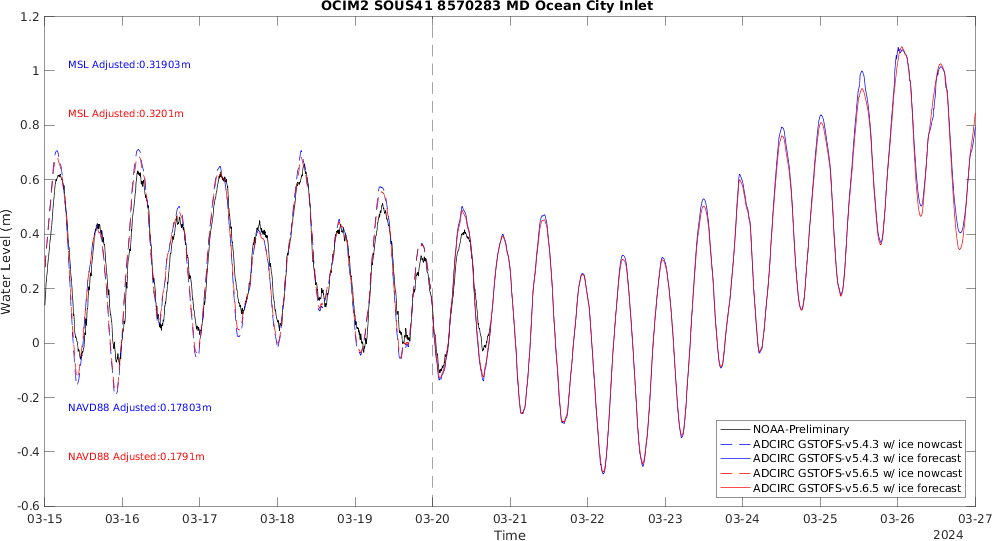 OCIM2 SOUS41 8570283 MD Ocean City Inlet
1.2
1
0.8
0.6
0.4
0.2
0
-0.2
-0.4
-0.6
Water Level (m)
MSL Adjusted:0.31903m
MSL Adjusted:0.3201m
NAVD88 Adjusted:0.17803m
NAVD88 Adjusted:0.1791m
NOAA-Preliminary
ADCIRC GSTOFS-v5.4.3 w/ ice nowcast
ADCIRC GSTOFS-v5.4.3 w/ ice forecast
ADCIRC GSTOFS-v5.6.5 w/ ice nowcast
ADCIRC GSTOFS-v5.6.5 w/ ice forecast
03-15 03-16 03-17 03-18 03-19 03-20 03-21 03-22 03-23 03-24 03-25 03-26 03-27
Time
2024